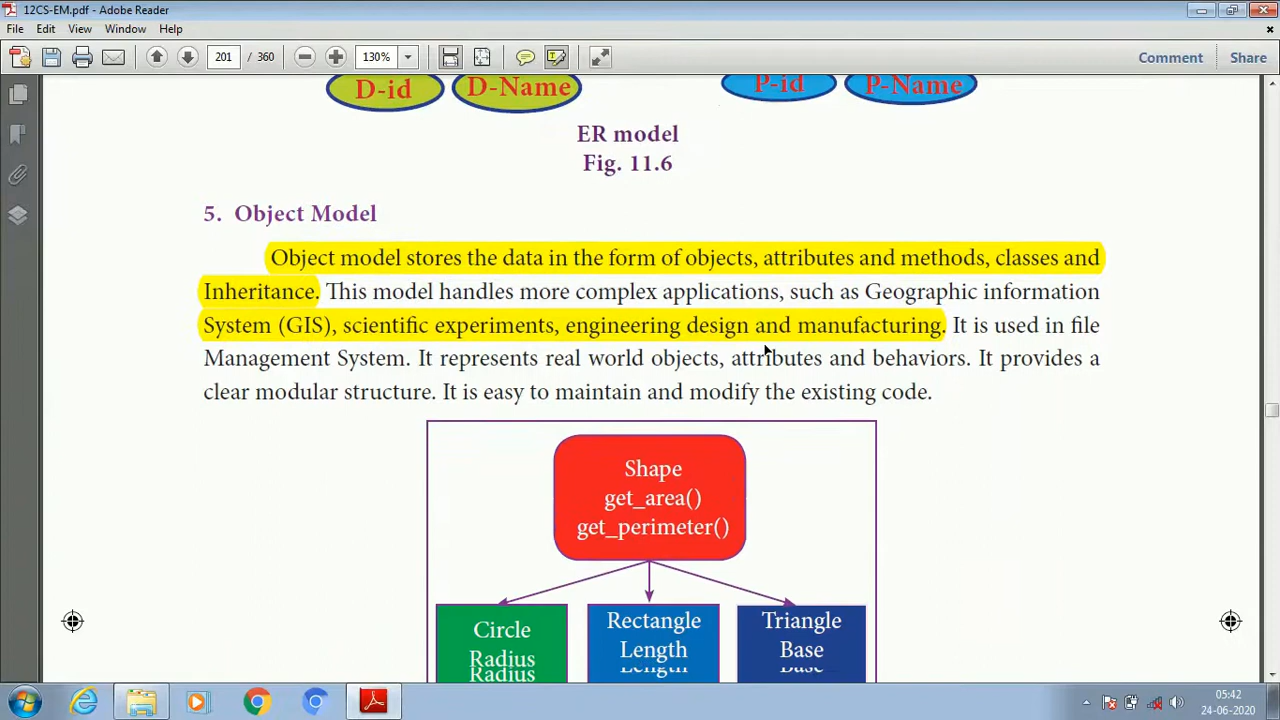 12CS-EM.pdf - Adobe Reader
File Edit View Window Help
201 / 360 130% Comment Share
D-id D-Name P-id P-Name
ER model
Fig. 11.6
5. Object Model
Object model stores the data in the form of objects, attributes and methods, classes and
Inheritance. This model handles more complex applications, such as Geographic information
System (GIS), scientific experiments, engineering design and manufacturing. It is used in file
Management System. It represents real world objects, attributes and behaviors. It provides a
clear modular structure. It is easy to maintain and modify the existing code.
Shape
get_area()
get_perimeter()
Circle
Radius
Radius
Rectangle
Length
Length
Triangle
Base
Base
05:42
24-06-2020